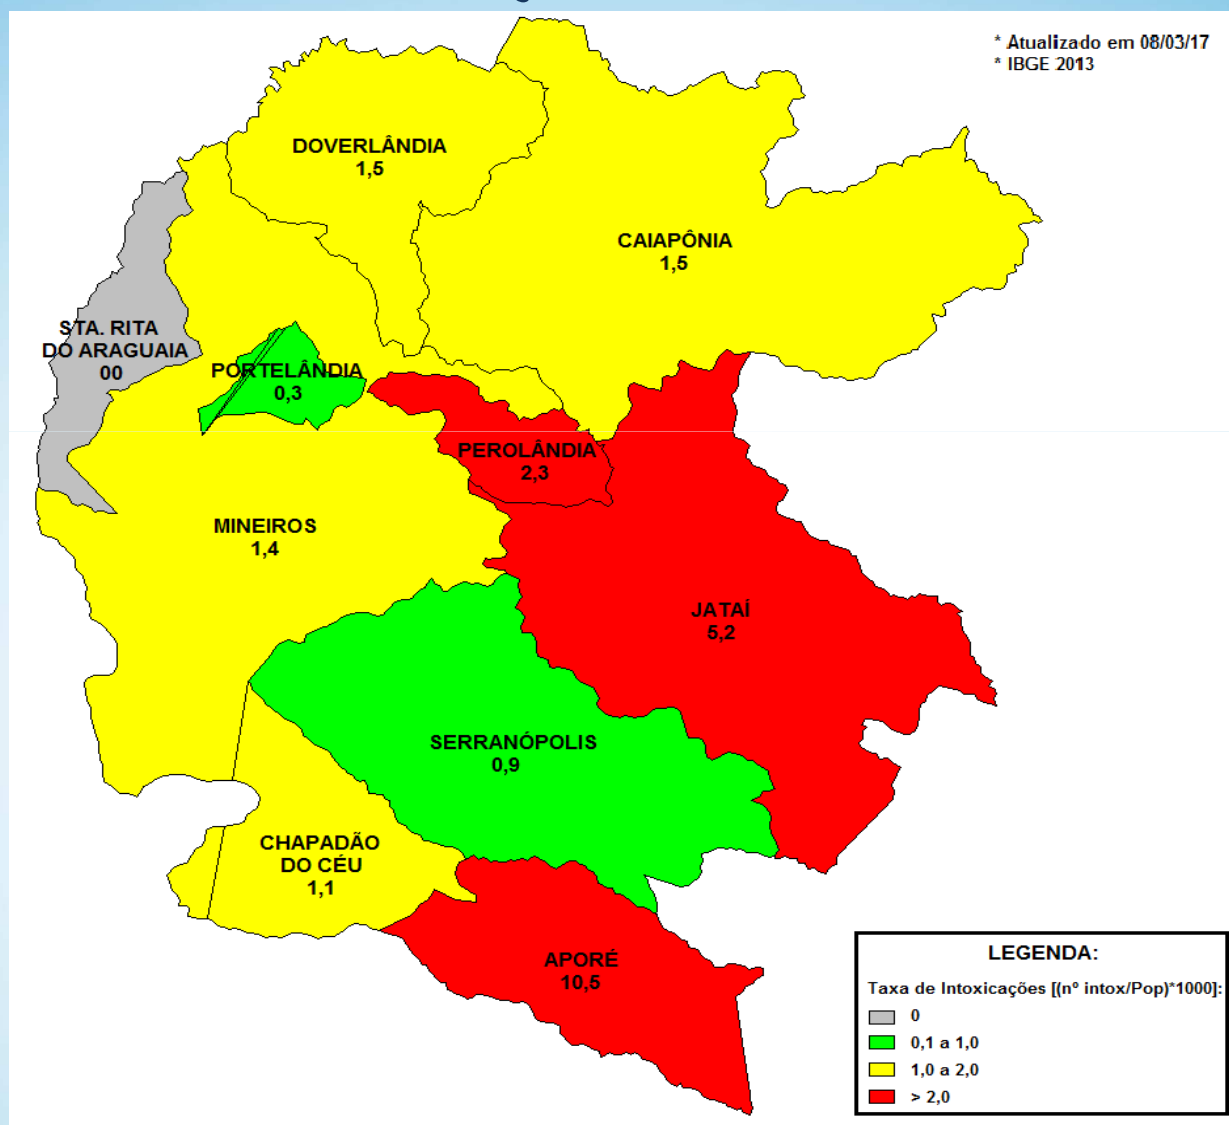 * Atualizado em 08/03/17
* IBGE 2013
DOVERLÂNDIA
1,5
CAIAPÔNIA
1,5
STA. RITA
DO ARAGUAIA
00
PORTELÂNDIA
0,3
PEROLÂNDIA
2,3
MINEIROS
1,4
JATAÍ
5,2
SERRANÓPOLIS
0,9
CHAPADÃO
DO CÉU
1,1
APORÉ
10,5
LEGENDA:
Taxa de Intoxicações [(nº intox/Pop)*1000]:
0
0,1 a 1,0
1,0 a 2,0
> 2,0